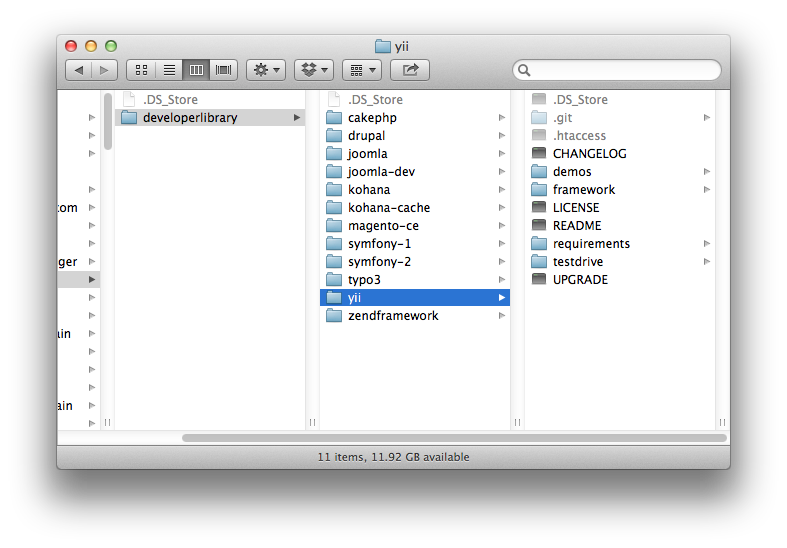 yii
.DS_Store
developerlibrary
.com
ger
ain
ain
.DS_Store
cakephp
drupal
joomla
joomla-dev
kohana
kohana-cache
magento-ce
symfony-1
symfony-2
typo3
yii
zendframework
.DS_Store
.git
.htaccess
CHANGELOG
demos
framework
LICENSE
README
requirements
testdrive
UPGRADE
11 items, 11.92 GB available